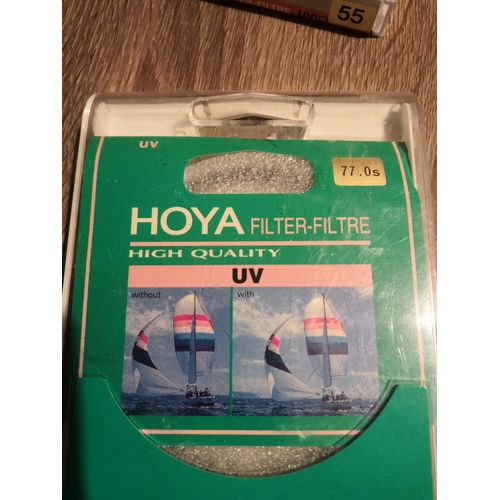 55
UV
77.0s
HOYA FILTER-FILTRE
HIGH QUALITY
UV
without
with